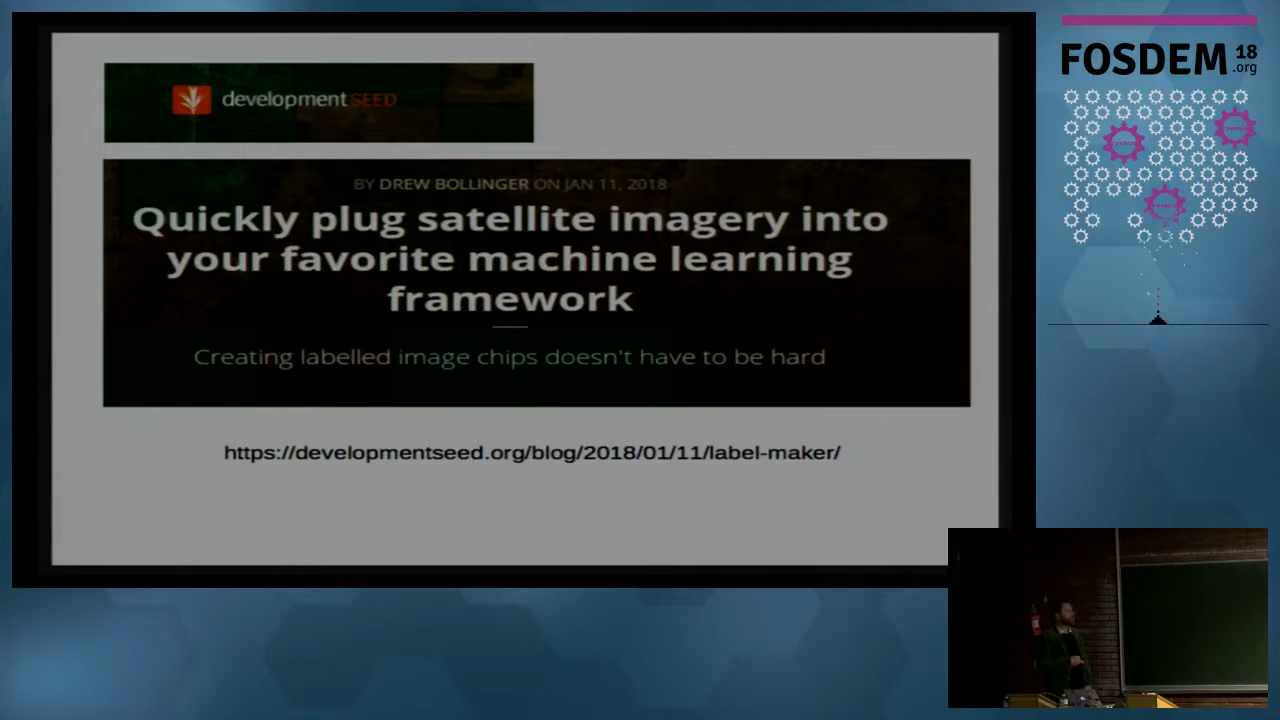 developmentSEED
BY DREW BOLLINGER ON JAN 11, 2018
Quickly plug satellite imagery into
your favorite machine learning
framework
Creating labelled image chips doesn't have to be hard
https://developmentseed.org/blog/2018/01/11/label-maker/
FOSDEM 18
.org